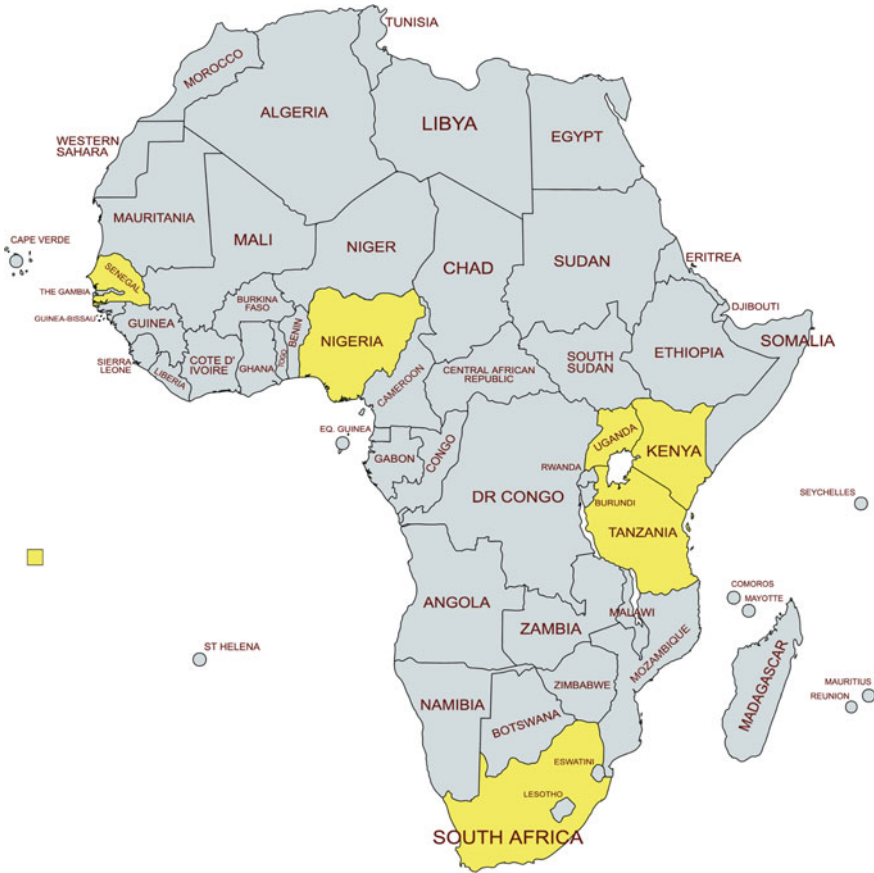 TUNISIA
MOROCCO
ALGERIA
LIBYA
EGYPT
WESTERN
SAHARA
MAURITANIA
MALI
NIGER
CHAD
SUDAN
ERITREA
CAPE VERDE
SENEGAL
THE GAMBIA
GUINEA-BISSAU
GUINEA
BURKINA
FASO
BENIN
TOGO
NIGERIA
DJIBOUTI
SOMALIA
ETHIOPIA
SOUTH
SUDAN
CENTRAL AFRICAN
REPUBLIC
CAMEROON
SIERRA
LEONE
LIBERIA
COTE D'
IVOIRE
GHANA
EQ. GUINEA
GABON
CONGO
DR CONGO
UGANDA
KENYA
RWANDA
BURUNDI
TANZANIA
SEYCHELLES
COMOROS
MAYOTTE
ANGOLA
ZAMBIA
MALAWI
MOZAMBIQUE
ST HELENA
MADAGASCAR
MAURITIUS
REUNION
NAMIBIA
ZIMBABWE
BOTSWANA
ESWATINI
LESOTHO
SOUTH AFRICA